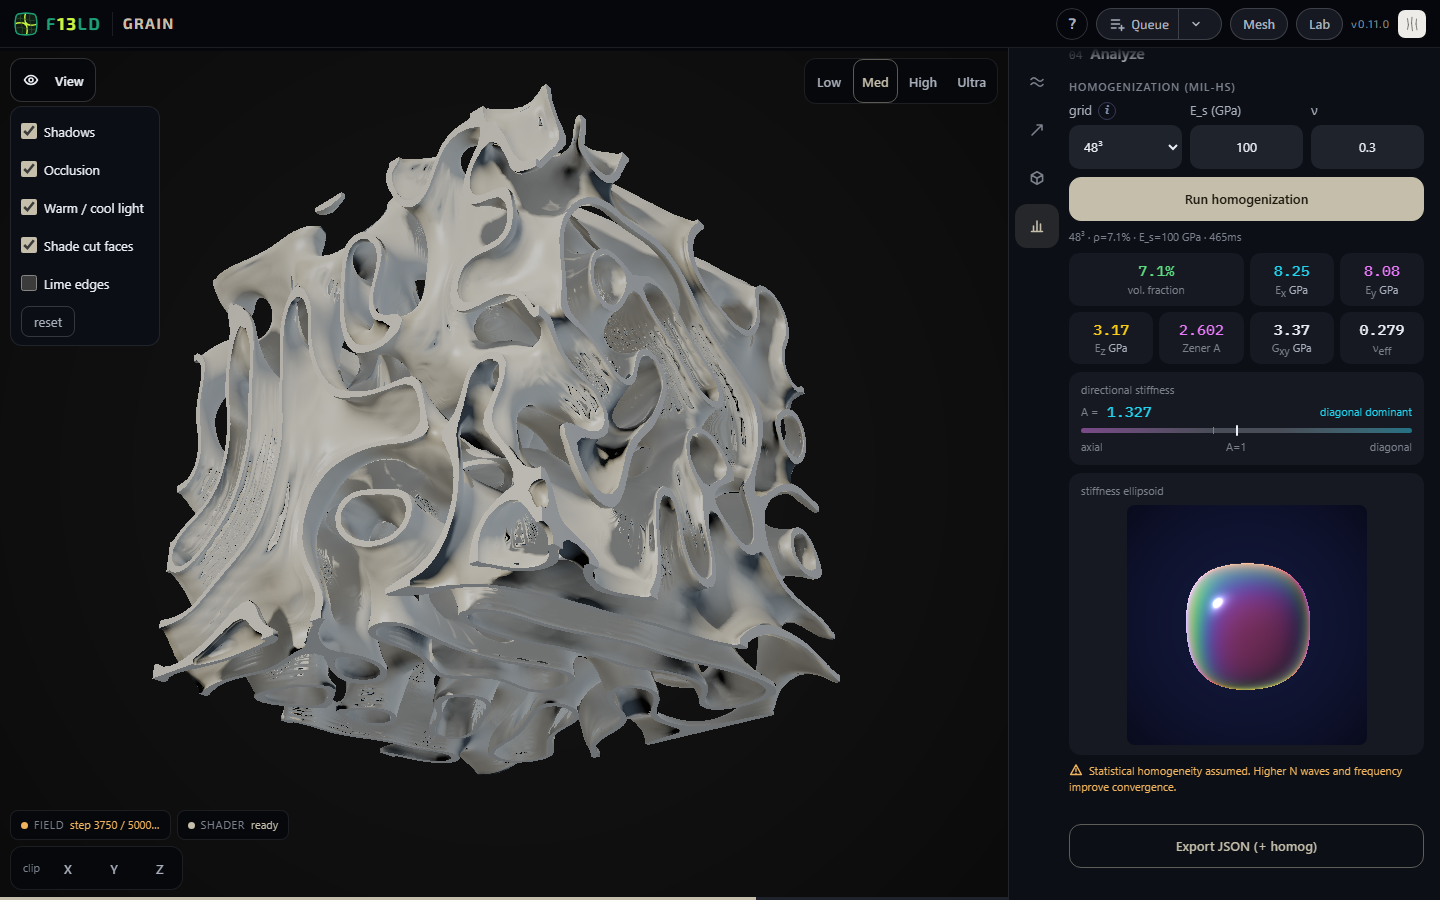 F13LD GRAIN
? Queue Mesh Lab v0.11.0
View
Low Med High Ultra
Shadows
Occlusion
Warm / cool light
Shade cut faces
Lime edges
reset
FIELD step 3750 / 5000...
SHADER ready
clip X Y Z
04 Analyze
HOMOGENIZATION (MIL-HS)
grid i E_s (GPa) ν
48³ 100 0.3
Run homogenization
48³ · ρ=7.1% · E_s=100 GPa · 465ms
7.1% 8.25 8.08
vol. fraction Ex GPa Ey GPa
3.17 2.602 3.37 0.279
Ez GPa Zener A Gxy GPa νeff
directional stiffness
A = 1.327 diagonal dominant
axial A=1 diagonal
stiffness ellipsoid
Statistical homogeneity assumed. Higher N waves and frequency
improve convergence.
Export JSON (+ homog)